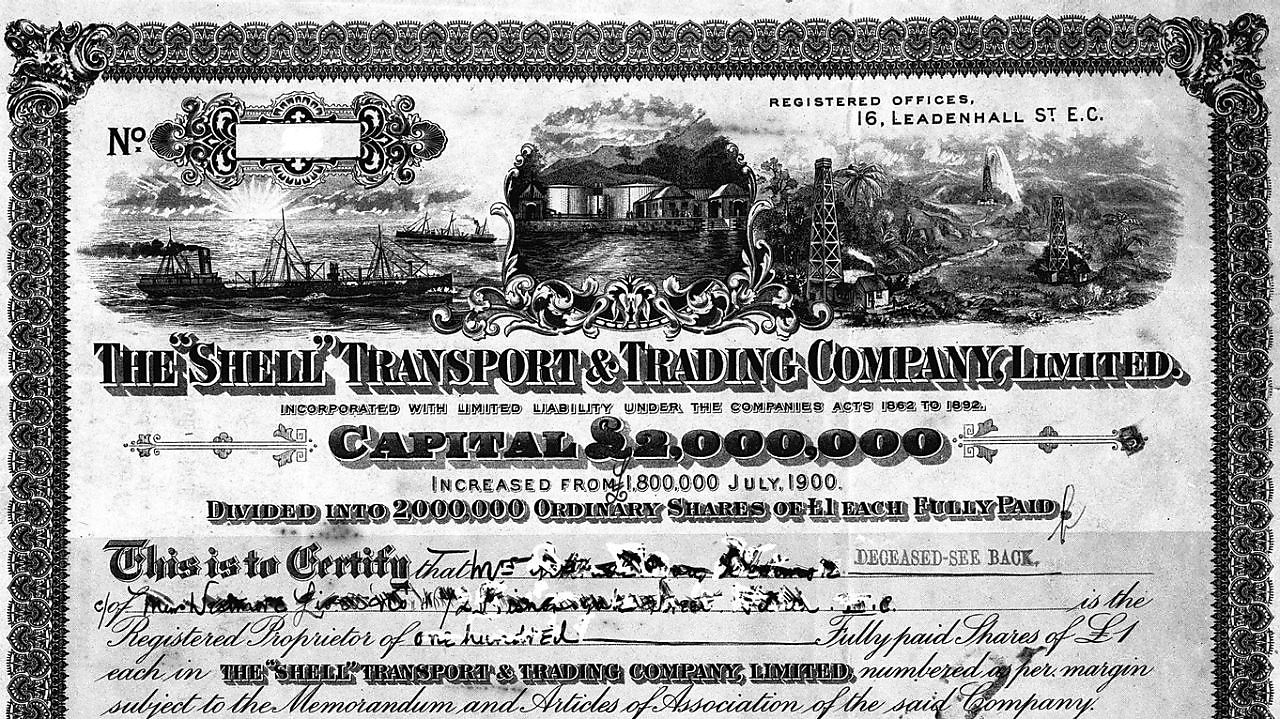 REGISTERED OFFICES,
16, LEADENHALL ST E.C.
No.
THE "SHELL" TRANSPORT & TRADING COMPANY, LIMITED.
INCORPORATED WITH LIMITED LIABILITY UNDER THE COMPANIES ACTS 1862 TO 1892.
CAPITAL £2,000,000
INCREASED FROM £1,800,000 JULY, 1900.
DIVIDED INTO 2,000,000 ORDINARY SHARES OF £1 EACH FULLY PAID
This is to Certify that Mr DECEASED-SEE BACK.
c/o of E.C. is the
Registered Proprietor of one hundred Fully paid Shares of £1
each in THE "SHELL" TRANSPORT & TRADING COMPANY, LIMITED, numbered as per margin
subject to the Memorandum and Articles of Association of the said Company.